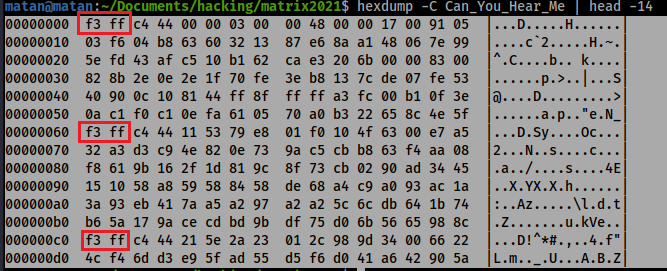 matan@matan:~/Documents/hacking/matrix2021$ hexdump -C Can_You_Hear_Me | head -14
00000000  f3 ff c4 44 00 00 03 00  00 48 00 00 17 00 91 05  |...D.....H......|
00000010  03 f6 04 b8 63 60 32 13  87 e6 8a a1 48 06 7e 99  |....c`2.....H.~.|
00000020  5e fd 43 af c5 10 b1 62  ca e3 20 6b 00 00 83 00  |^.C....b.. k....|
00000030  82 8b 2e 0e 2e 1f 70 fe  3e b8 13 7c de 07 fe 53  |......p.>..|...S|
00000040  40 90 0c 10 81 44 ff 8f  ff ff a3 fc 00 b1 0f 3e  |@....D.........>|
00000050  0a c1 f0 c1 0e fa 61 05  70 a0 b3 22 65 8c 4e 5f  |......a.p.."e.N_|
00000060  f3 ff c4 44 11 53 79 e8  01 f0 10 4f 63 00 e7 a5  |...D.Sy....Oc...|
00000070  32 a3 d3 c9 4e 82 0e 73  9a c5 cb b8 63 f4 aa 08  |2...N..s....c...|
00000080  f8 61 9b 16 2f 1d 81 9c  8f 73 cb 02 90 ad 34 45  |.a../....s....4E|
00000090  15 10 58 a8 59 58 84 58  de 68 a4 c9 a0 93 ac 1a  |..X.YX.X.h......|
000000a0  3a 93 eb 41 7a a5 a2 97  a2 a2 5c 6c db 64 1b 74  |:..Az.....\l.d.t|
000000b0  b6 5a 17 9a ce cd bd 9b  df 75 d0 6b 56 65 98 8c  |.Z.......u.kVe..|
000000c0  f3 ff c4 44 21 5e 2a 23  01 2c 98 9d 34 00 66 22  |...D!^*#.,..4.f"|
000000d0  4c f4 6d d3 e9 5f ad 55  d5 f6 d0 41 a6 42 90 5a  |L.m.._.U...A.B.Z|